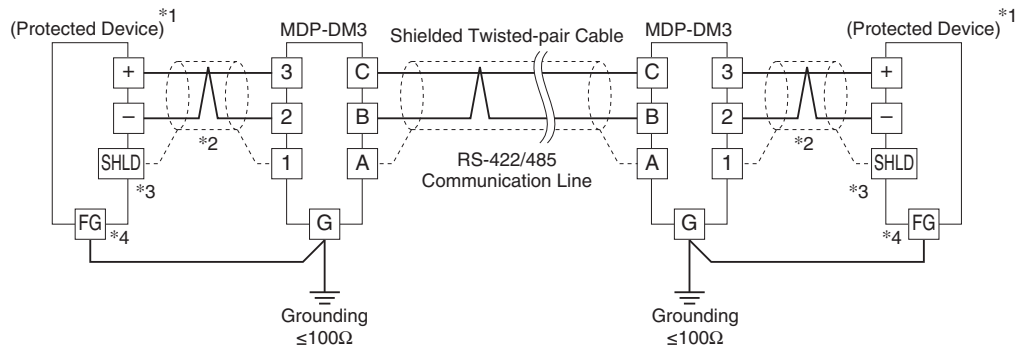 (Protected Device)*1
MDP-DM3
Shielded Twisted-pair Cable
MDP-DM3
(Protected Device)*1
+ 3 C C 3 +
− 2 B B 2 −
*2 *2
SHLD 1 A A 1 SHLD
RS-422/485
Communication Line
*3 *3
FG G G FG
*4 *4
Grounding
≤100Ω
Grounding
≤100Ω